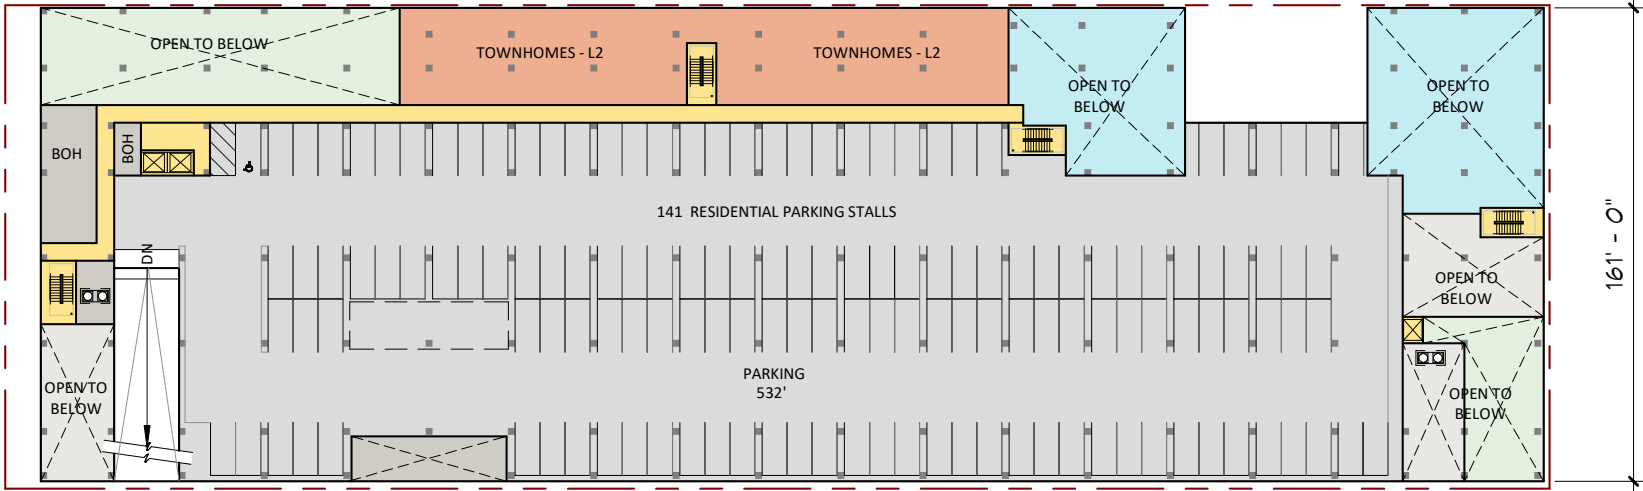 OPEN TO BELOW
TOWNHOMES - L2
TOWNHOMES - L2
OPEN TO
BELOW
OPEN TO
BELOW
BOH
BOH
141 RESIDENTIAL PARKING STALLS
161' - 0"
DN
OPEN TO
BELOW
PARKING
532'
OPEN TO
BELOW
OPEN TO
BELOW